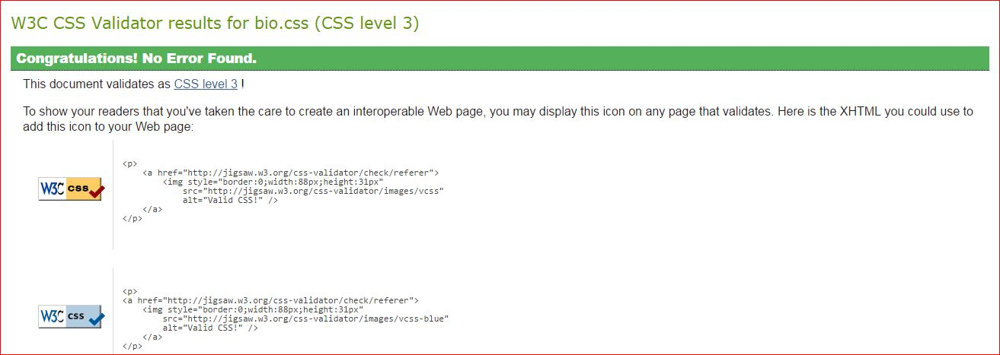 W3C CSS Validator results for bio.css (CSS level 3)
Congratulations! No Error Found.
This document validates as CSS level 3 !
To show your readers that you've taken the care to create an interoperable Web page, you may display this icon on any page that validates. Here is the XHTML you could use to
add this icon to your Web page:
W3C css
<p>
<a href="http://jigsaw.w3.org/css-validator/check/referer">
<img style="border:0;width:88px;height:31px"
src="http://jigsaw.w3.org/css-validator/images/vcss"
alt="Valid CSS!" />
</a>
</p>
W3C css
<p>
<a href="http://jigsaw.w3.org/css-validator/check/referer">
<img style="border:0;width:88px;height:31px"
src="http://jigsaw.w3.org/css-validator/images/vcss-blue"
alt="Valid CSS!" />
</a>
</p>